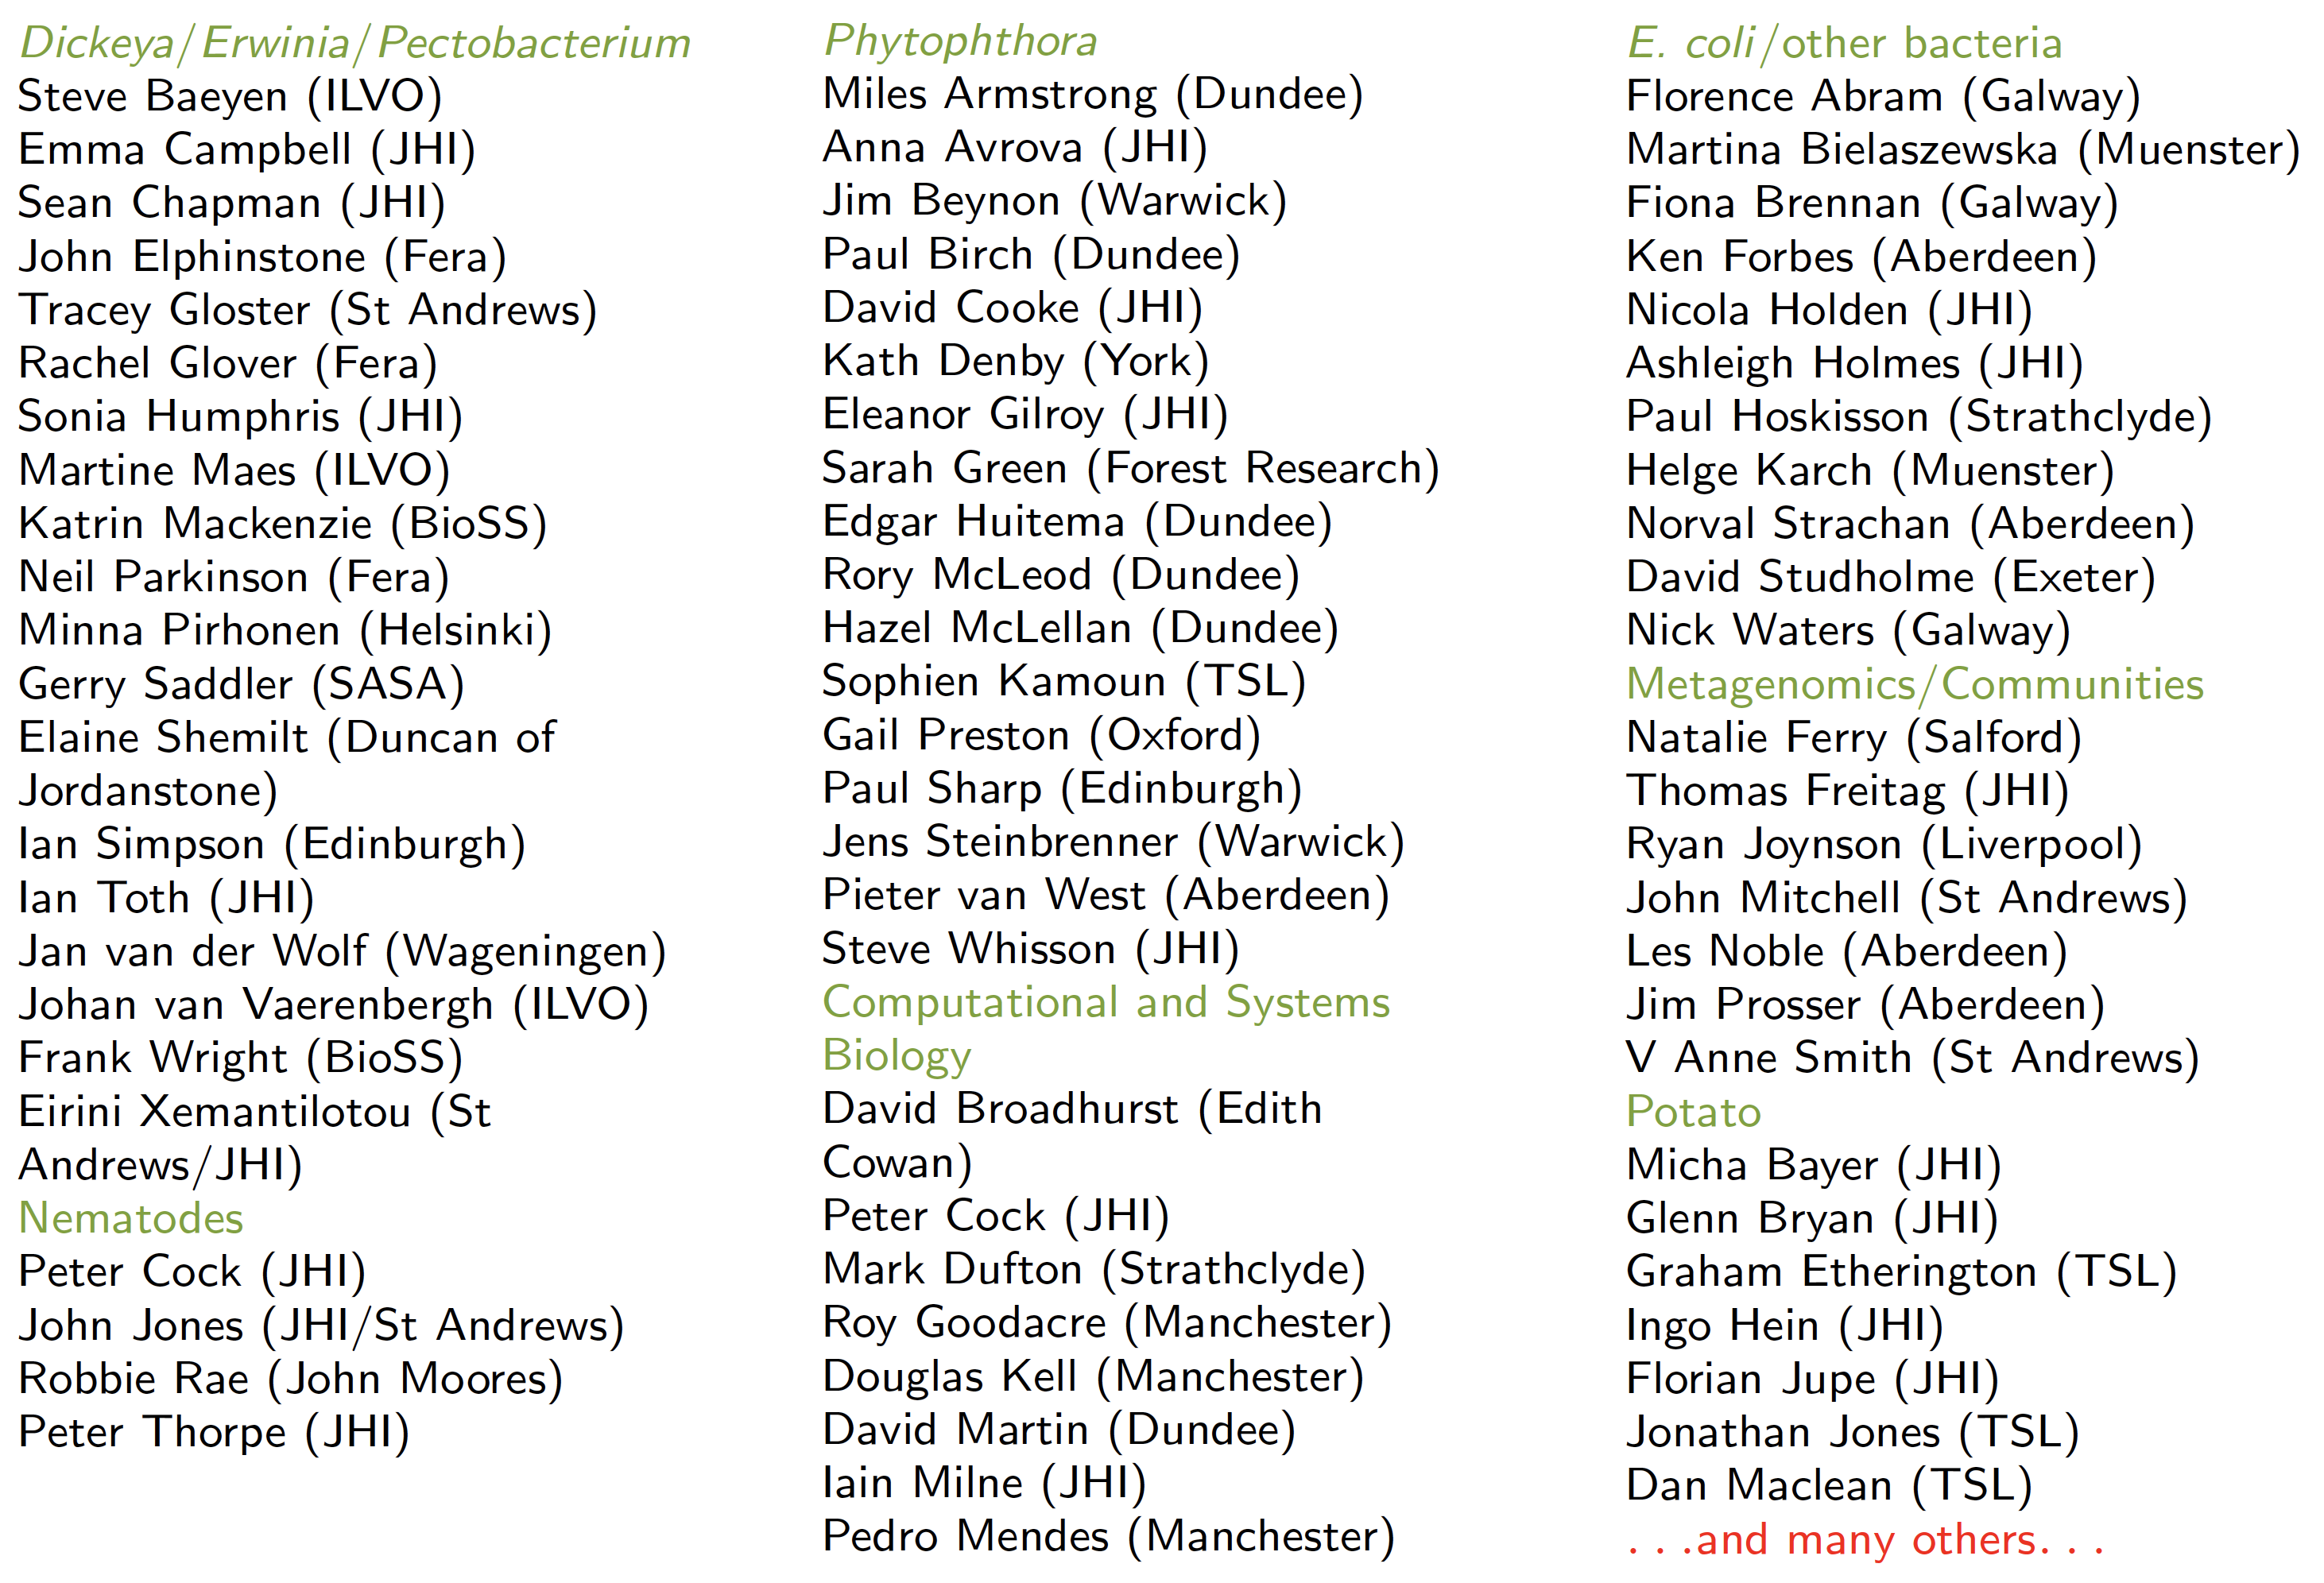 Dickeya/Erwinia/Pectobacterium
Steve Baeyen (ILVO)
Emma Campbell (JHI)
Sean Chapman (JHI)
John Elphinstone (Fera)
Tracey Gloster (St Andrews)
Rachel Glover (Fera)
Sonia Humphris (JHI)
Martine Maes (ILVO)
Katrin Mackenzie (BioSS)
Neil Parkinson (Fera)
Minna Pirhonen (Helsinki)
Gerry Saddler (SASA)
Elaine Shemilt (Duncan of
Jordanstone)
Ian Simpson (Edinburgh)
Ian Toth (JHI)
Jan van der Wolf (Wageningen)
Johan van Vaerenbergh (ILVO)
Frank Wright (BioSS)
Eirini Xemantilotou (St
Andrews/JHI)
Nematodes
Peter Cock (JHI)
John Jones (JHI/St Andrews)
Robbie Rae (John Moores)
Peter Thorpe (JHI)
Phytophthora
Miles Armstrong (Dundee)
Anna Avrova (JHI)
Jim Beynon (Warwick)
Paul Birch (Dundee)
David Cooke (JHI)
Kath Denby (York)
Eleanor Gilroy (JHI)
Sarah Green (Forest Research)
Edgar Huitema (Dundee)
Rory McLeod (Dundee)
Hazel McLellan (Dundee)
Sophien Kamoun (TSL)
Gail Preston (Oxford)
Paul Sharp (Edinburgh)
Jens Steinbrenner (Warwick)
Pieter van West (Aberdeen)
Steve Whisson (JHI)
Computational and Systems
Biology
David Broadhurst (Edith
Cowan)
Peter Cock (JHI)
Mark Dufton (Strathclyde)
Roy Goodacre (Manchester)
Douglas Kell (Manchester)
David Martin (Dundee)
Iain Milne (JHI)
Pedro Mendes (Manchester)
E. coli/other bacteria
Florence Abram (Galway)
Martina Bielaszewska (Muenster)
Fiona Brennan (Galway)
Ken Forbes (Aberdeen)
Nicola Holden (JHI)
Ashleigh Holmes (JHI)
Paul Hoskisson (Strathclyde)
Helge Karch (Muenster)
Norval Strachan (Aberdeen)
David Studholme (Exeter)
Nick Waters (Galway)
Metagenomics/Communities
Natalie Ferry (Salford)
Thomas Freitag (JHI)
Ryan Joynson (Liverpool)
John Mitchell (St Andrews)
Les Noble (Aberdeen)
Jim Prosser (Aberdeen)
V Anne Smith (St Andrews)
Potato
Micha Bayer (JHI)
Glenn Bryan (JHI)
Graham Etherington (TSL)
Ingo Hein (JHI)
Florian Jupe (JHI)
Jonathan Jones (TSL)
Dan Maclean (TSL)
. . .and many others. . .